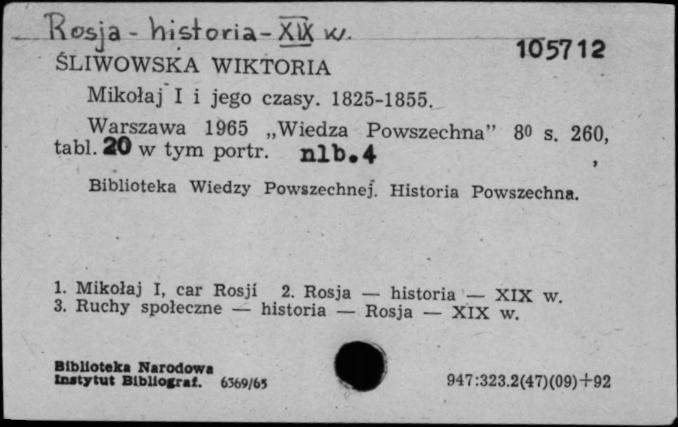 Rosja - historia - XIX w.
105712
ŚLIWOWSKA WIKTORIA
Mikołaj I i jego czasy. 1825-1855.
Warszawa 1965 „Wiedza Powszechna” 8⁰ s. 260,
tabl. 20 w tym portr. nlb. 4
Biblioteka Wiedzy Powszechnej. Historia Powszechna.
1. Mikołaj I, car Rosji 2. Rosja — historia — XIX w.
3. Ruchy społeczne — historia — Rosja — XIX w.
Biblioteka Narodowa
Instytut Bibliograf. 6369/65
947:323.2(47)(09)+92